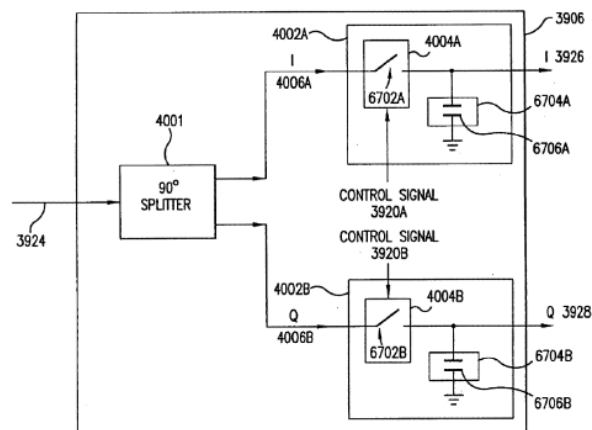 3906
4002A
4004A
I
I 3926
4006A
6702A
6704A
6706A
4001
90°
SPLITTER
3924
CONTROL SIGNAL
3920A
CONTROL SIGNAL
3920B
4002B
4004B
Q
Q 3928
4006B
6702B
6704B
6706B